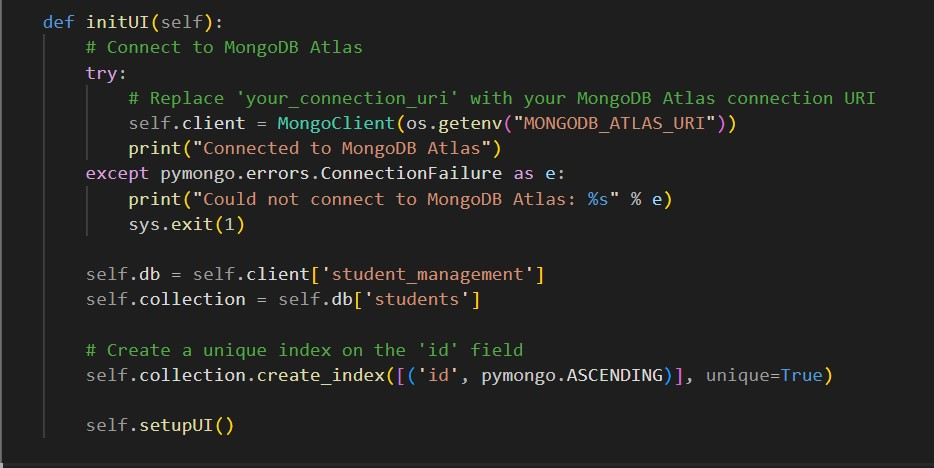 def initUI(self):
    # Connect to MongoDB Atlas
    try:
        # Replace 'your_connection_uri' with your MongoDB Atlas connection URI
        self.client = MongoClient(os.getenv("MONGODB_ATLAS_URI"))
        print("Connected to MongoDB Atlas")
    except pymongo.errors.ConnectionFailure as e:
        print("Could not connect to MongoDB Atlas: %s" % e)
        sys.exit(1)

    self.db = self.client['student_management']
    self.collection = self.db['students']

    # Create a unique index on the 'id' field
    self.collection.create_index([('id', pymongo.ASCENDING)], unique=True)

    self.setupUI()